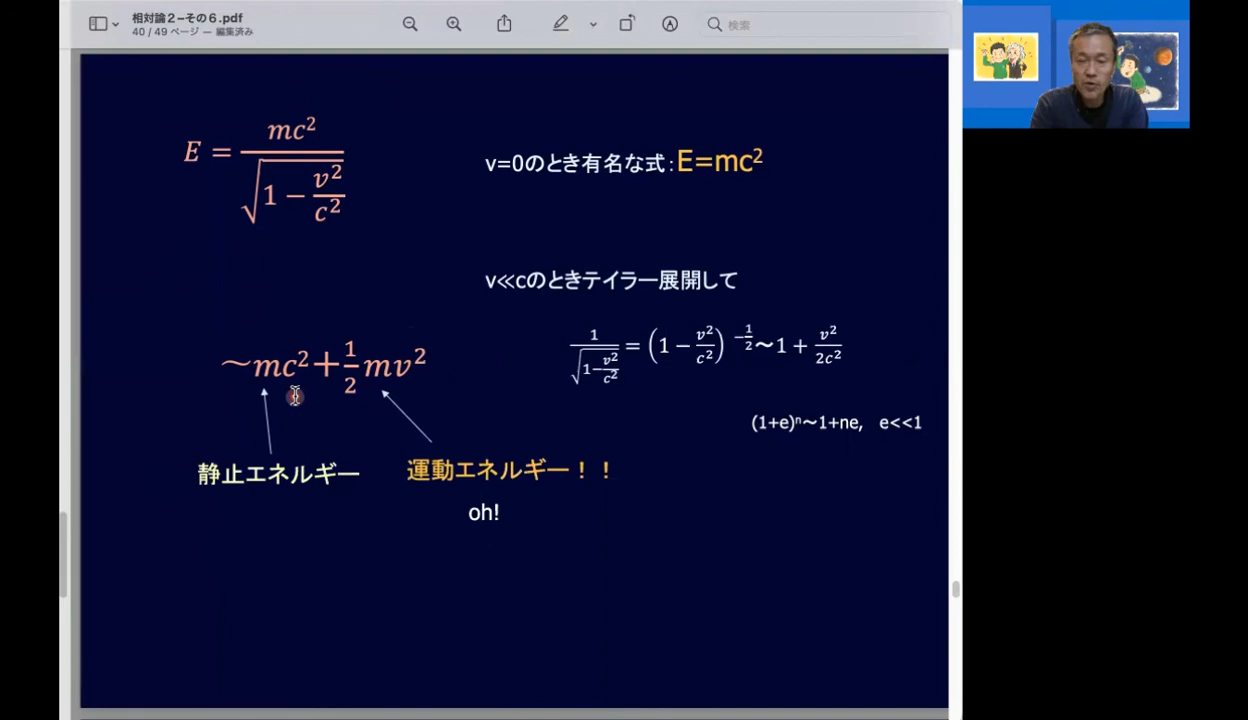 相対論２−その６.pdf
40 / 49 ページ — 編集済み
検索
E = mc² / √(1 − v²/c²)
v=0のとき有名な式：E=mc²
v≪cのときテイラー展開して
1/√(1−v²/c²) = (1 − v²/c²)^(−1/2) ～ 1 + v²/2c²
～mc²＋1/2 mv²
(1+e)ⁿ～1+ne, e<<1
静止エネルギー
運動エネルギー！！
oh!